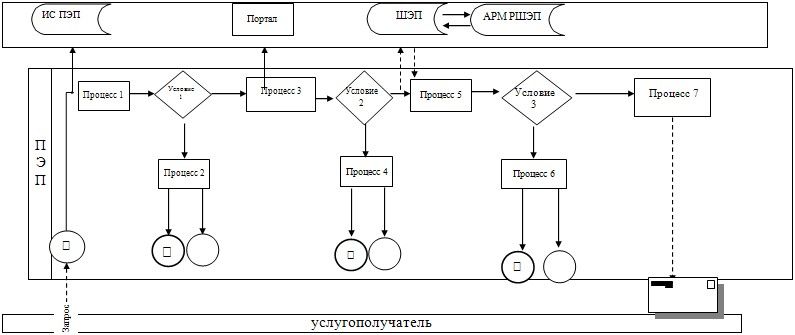 ИС ПЭП
Портал
ШЭП
АРМ РШЭП
Процесс 1
Условие
1
Процесс 3
Условие
2
Процесс 5
Условие
3
Процесс 7
ПЭП
Процесс 2
Процесс 4
Процесс 6
Запрос
услугополучатель